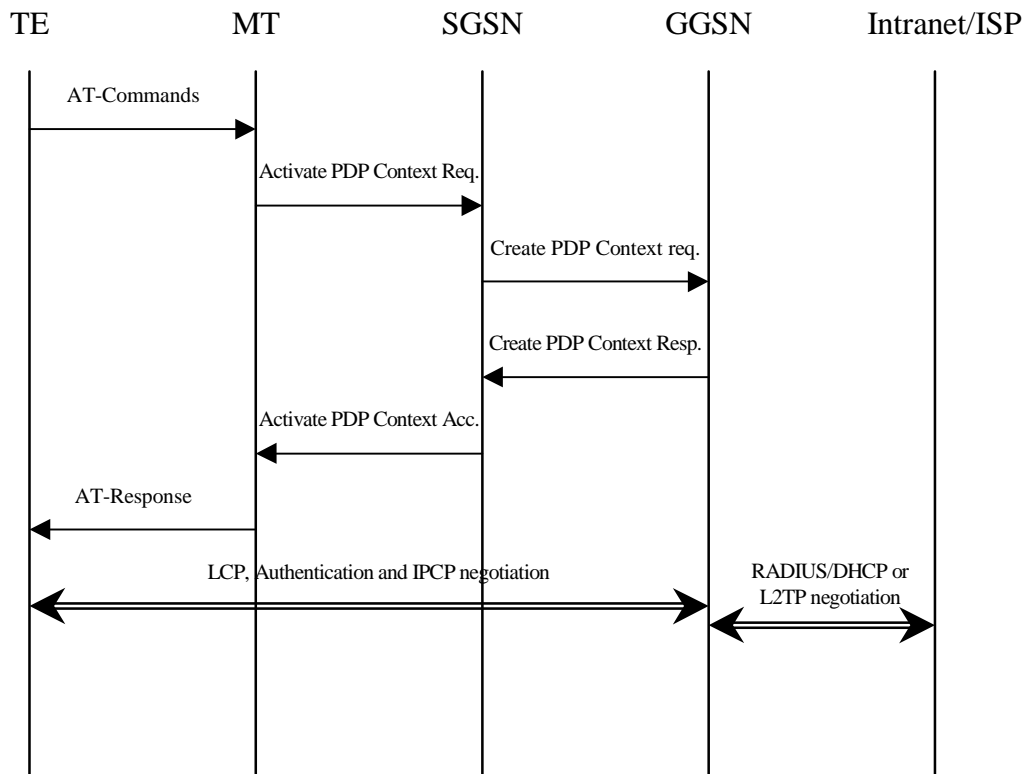 TE MT SGSN GGSN Intranet/ISP
AT-Commands
Activate PDP Context Req.
Create PDP Context req.
Create PDP Context Resp.
Activate PDP Context Acc.
AT-Response
LCP, Authentication and IPCP negotiation
RADIUS/DHCP or
L2TP negotiation